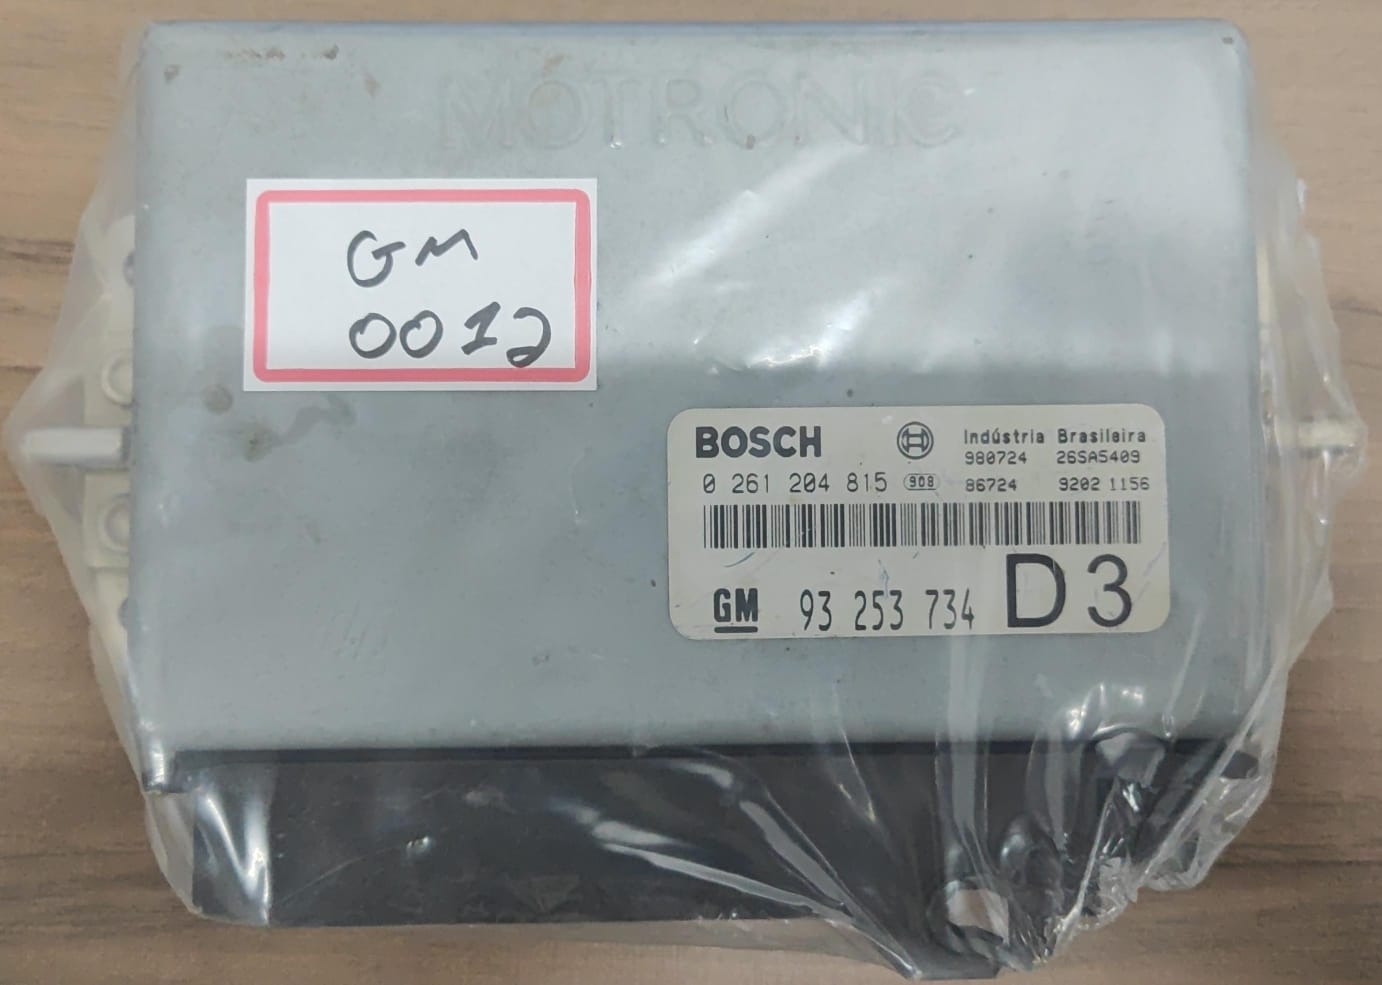 MOTRONIC
GM
0012
BOSCH
Indústria Brasileira
980724 26SA5409
0 261 204 815 908
86724 9202 1156
GM 93 253 734 D3